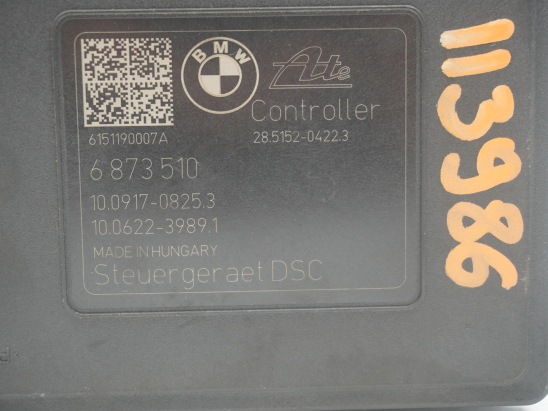 BMW
Ate
Controller
6151190007A
28.5152-0422.3
6 873 510
10.0917-0825.3
10.0622-3989.1
MADE IN HUNGARY
Steuergeraet DSC
113986